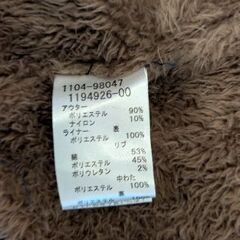 1104-98047
1194926-00
アウター
ポリエステル 90%
ナイロン 10%
ライナー 表
ポリエステル 100%
リブ
綿 53%
ポリエステル 45%
ポリウレタン 2%
中わた
ポリエステル 100%
裏